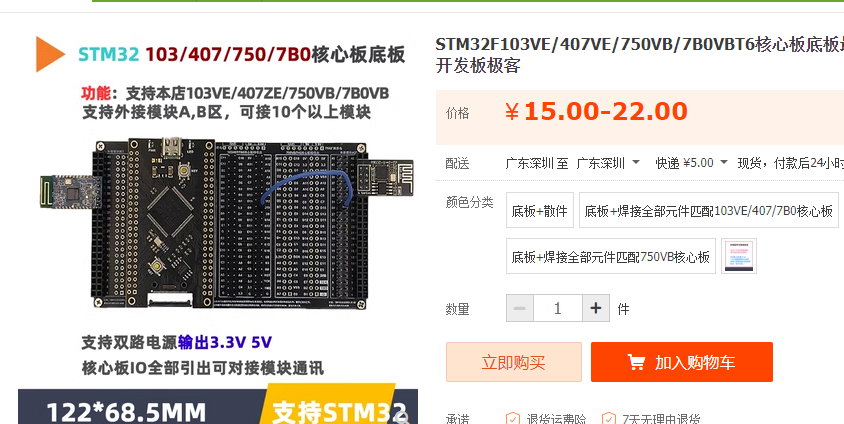 STM32 103/407/750/7B0核心板底板
功能：支持本店103VE/407ZE/750VB/7B0VB
支持外接模块A,B区，可接10个以上模块
支持双路电源输出3.3V 5V
核心板IO全部引出可对接模块通讯
122*68.5MM
支持STM32
STM32F103VE/407VE/750VB/7B0VBT6核心板底板
开发板极客
价格
￥15.00-22.00
配送
广东深圳 至 广东深圳 快递 ¥5.00 现货，付款后24小时
颜色分类
底板+散件
底板+焊接全部元件匹配103VE/407/7B0核心板
底板+焊接全部元件匹配750VB核心板
数量
1
件
立即购买
加入购物车
承诺
退货运费险
7天无理由退货